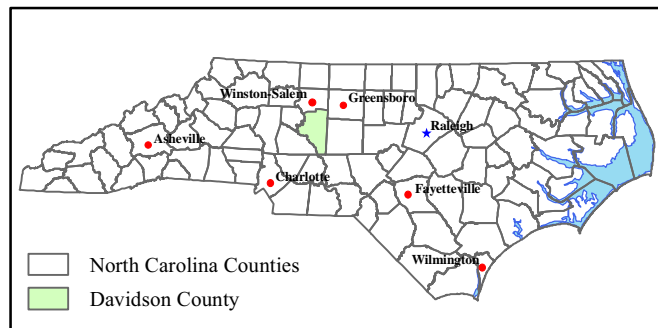 Winston-Salem
Greensboro
Raleigh
Asheville
Charlotte
Fayetteville
Wilmington
North Carolina Counties
Davidson County